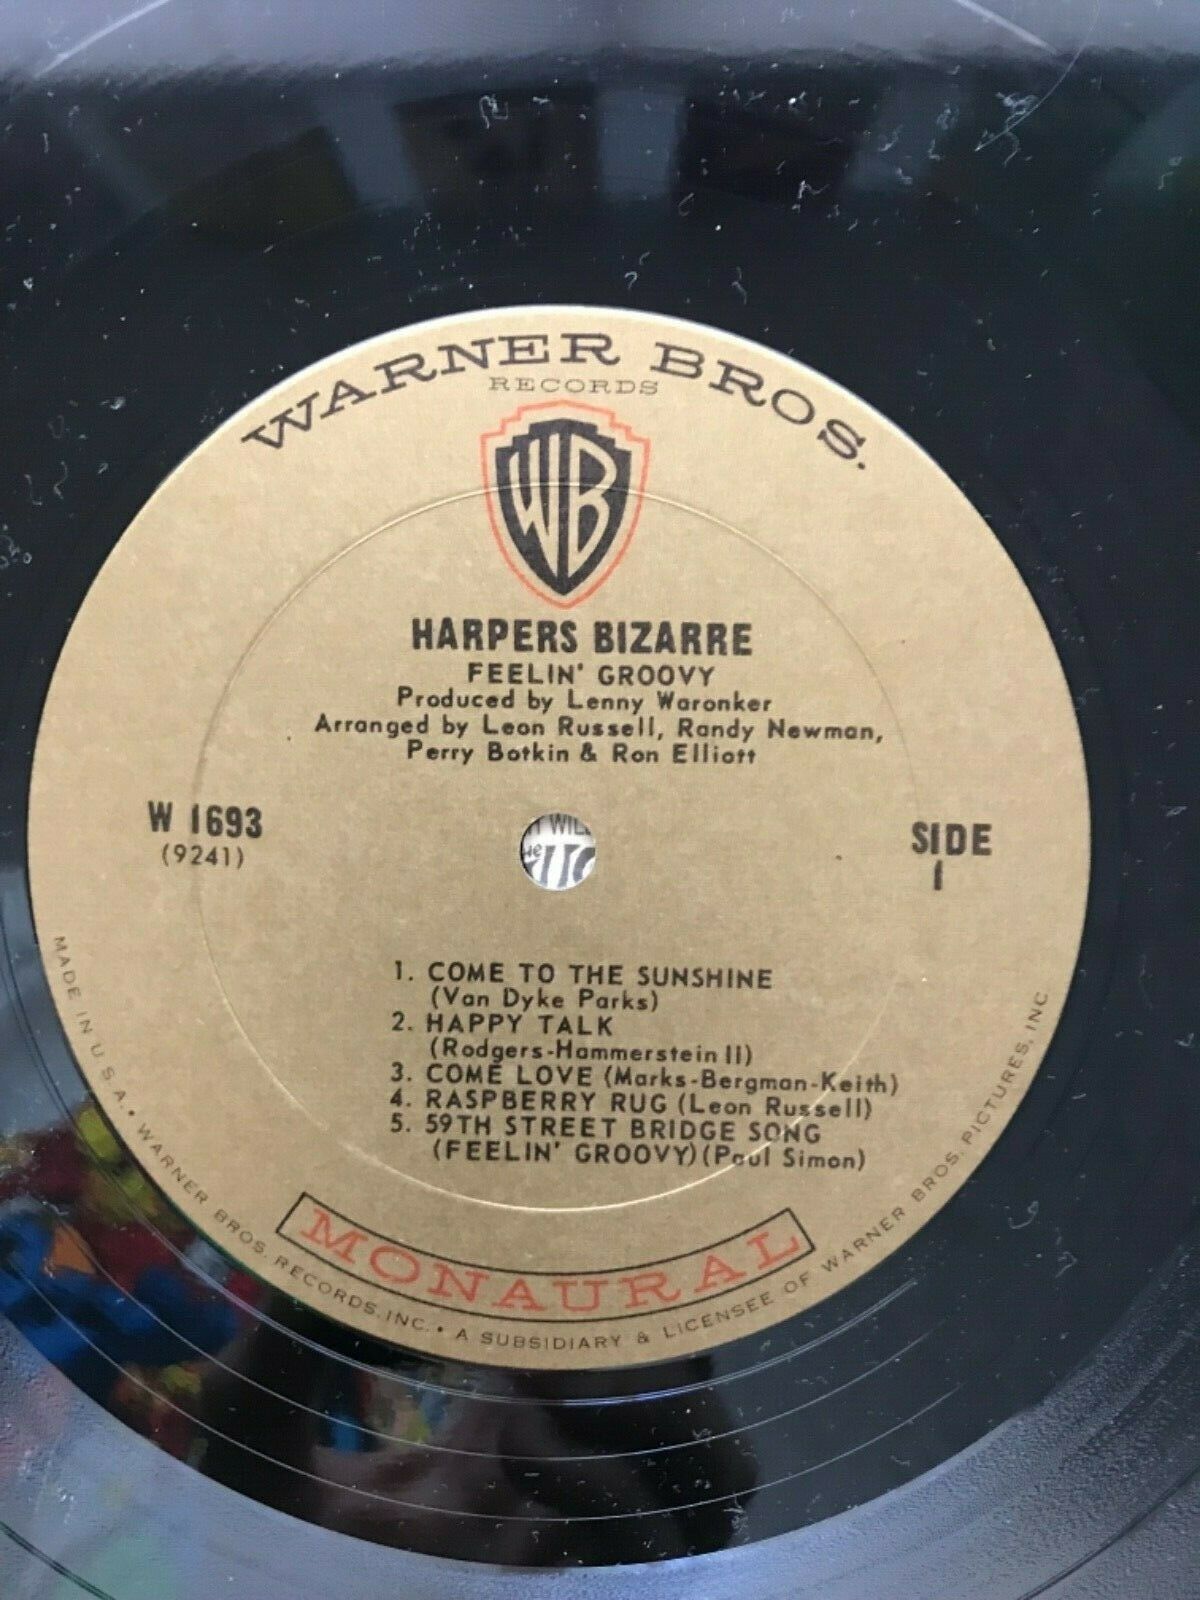 WARNER BROS.
RECORDS
WB
HARPERS BIZARRE
FEELIN' GROOVY
Produced by Lenny Waronker
Arranged by Leon Russell, Randy Newman,
Perry Botkin & Ron Elliott
W 1693
(9241)
SIDE
1
1. COME TO THE SUNSHINE
(Van Dyke Parks)
2. HAPPY TALK
(Rodgers-Hammerstein II)
3. COME LOVE (Marks-Bergman-Keith)
4. RASPBERRY RUG (Leon Russell)
5. 59TH STREET BRIDGE SONG
(FEELIN' GROOVY) (Paul Simon)
MONAURAL
MADE IN U.S.A. • WARNER BROS. RECORDS, INC. • A SUBSIDIARY & LICENSEE OF WARNER BROS. PICTURES, INC.